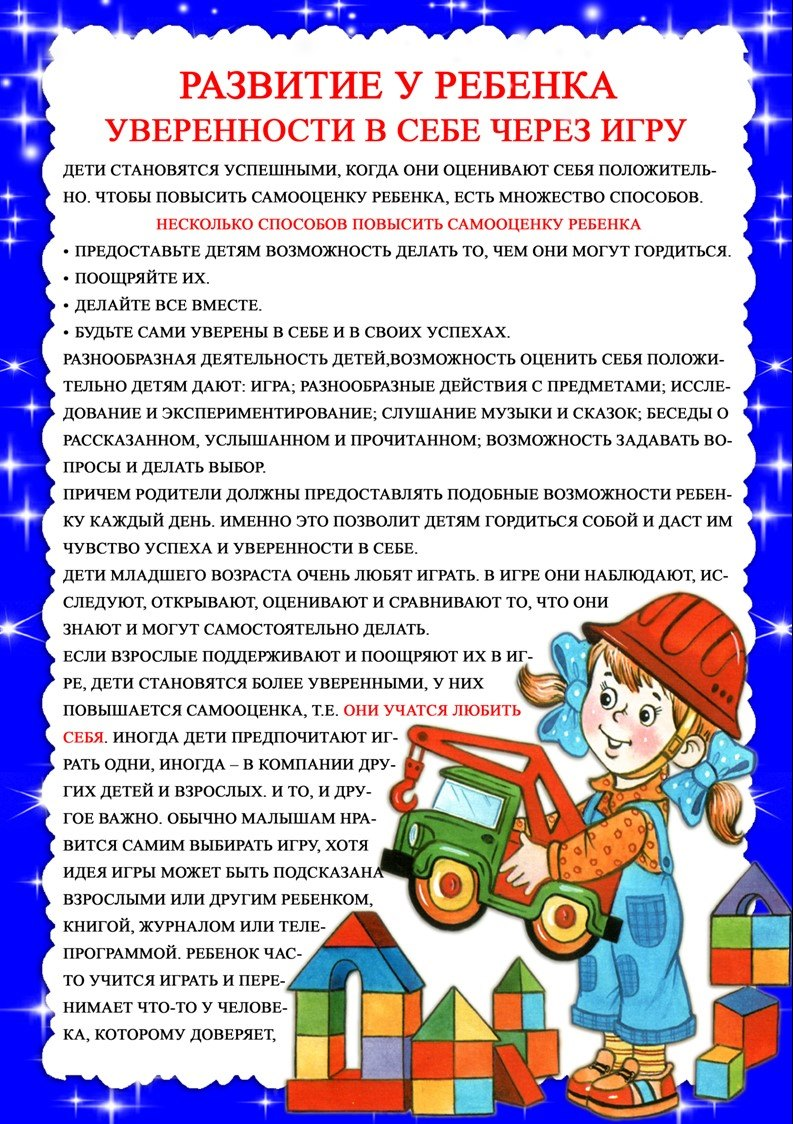 РАЗВИТИЕ У РЕБЕНКА
УВЕРЕННОСТИ В СЕБЕ ЧЕРЕЗ ИГРУ
ДЕТИ СТАНОВЯТСЯ УСПЕШНЫМИ, КОГДА ОНИ ОЦЕНИВАЮТ СЕБЯ ПОЛОЖИТЕЛЬ-
НО. ЧТОБЫ ПОВЫСИТЬ САМООЦЕНКУ РЕБЕНКА, ЕСТЬ МНОЖЕСТВО СПОСОБОВ.
НЕСКОЛЬКО СПОСОБОВ ПОВЫСИТЬ САМООЦЕНКУ РЕБЕНКА
• ПРЕДОСТАВЬТЕ ДЕТЯМ ВОЗМОЖНОСТЬ ДЕЛАТЬ ТО, ЧЕМ ОНИ МОГУТ ГОРДИТЬСЯ.
• ПООЩРЯЙТЕ ИХ.
• ДЕЛАЙТЕ ВСЕ ВМЕСТЕ.
• БУДЬТЕ САМИ УВЕРЕНЫ В СЕБЕ И В СВОИХ УСПЕХАХ.
РАЗНООБРАЗНАЯ ДЕЯТЕЛЬНОСТЬ ДЕТЕЙ,ВОЗМОЖНОСТЬ ОЦЕНИТЬ СЕБЯ ПОЛОЖИ-
ТЕЛЬНО ДЕТЯМ ДАЮТ: ИГРА; РАЗНООБРАЗНЫЕ ДЕЙСТВИЯ С ПРЕДМЕТАМИ; ИССЛЕ-
ДОВАНИЕ И ЭКСПЕРИМЕНТИРОВАНИЕ; СЛУШАНИЕ МУЗЫКИ И СКАЗОК; БЕСЕДЫ О
РАССКАЗАННОМ, УСЛЫШАННОМ И ПРОЧИТАННОМ; ВОЗМОЖНОСТЬ ЗАДАВАТЬ ВО-
ПРОСЫ И ДЕЛАТЬ ВЫБОР.
ПРИЧЕМ РОДИТЕЛИ ДОЛЖНЫ ПРЕДОСТАВЛЯТЬ ПОДОБНЫЕ ВОЗМОЖНОСТИ РЕБЕН-
КУ КАЖДЫЙ ДЕНЬ. ИМЕННО ЭТО ПОЗВОЛИТ ДЕТЯМ ГОРДИТЬСЯ СОБОЙ И ДАСТ ИМ
ЧУВСТВО УСПЕХА И УВЕРЕННОСТИ В СЕБЕ.
ДЕТИ МЛАДШЕГО ВОЗРАСТА ОЧЕНЬ ЛЮБЯТ ИГРАТЬ. В ИГРЕ ОНИ НАБЛЮДАЮТ, ИС-
СЛЕДУЮТ, ОТКРЫВАЮТ, ОЦЕНИВАЮТ И СРАВНИВАЮТ ТО, ЧТО ОНИ
ЗНАЮТ И МОГУТ САМОСТОЯТЕЛЬНО ДЕЛАТЬ.
ЕСЛИ ВЗРОСЛЫЕ ПОДДЕРЖИВАЮТ И ПООЩРЯЮТ ИХ В ИГ-
РЕ, ДЕТИ СТАНОВЯТСЯ БОЛЕЕ УВЕРЕННЫМИ, У НИХ
ПОВЫШАЕТСЯ САМООЦЕНКА, Т.Е. ОНИ УЧАТСЯ ЛЮБИТЬ
СЕБЯ. ИНОГДА ДЕТИ ПРЕДПОЧИТАЮТ ИГ-
РАТЬ ОДНИ, ИНОГДА – В КОМПАНИИ ДРУ-
ГИХ ДЕТЕЙ И ВЗРОСЛЫХ. И ТО, И ДРУ-
ГОЕ ВАЖНО. ОБЫЧНО МАЛЫШАМ НРА-
ВИТСЯ САМИМ ВЫБИРАТЬ ИГРУ, ХОТЯ
ИДЕЯ ИГРЫ МОЖЕТ БЫТЬ ПОДСКАЗАНА
ВЗРОСЛЫМИ ИЛИ ДРУГИМ РЕБЕНКОМ,
КНИГОЙ, ЖУРНАЛОМ ИЛИ ТЕЛЕ-
ПРОГРАММОЙ. РЕБЕНОК ЧАС-
ТО УЧИТСЯ ИГРАТЬ И ПЕРЕ-
НИМАЕТ ЧТО-ТО У ЧЕЛОВЕ-
КА, КОТОРОМУ ДОВЕРЯЕТ,